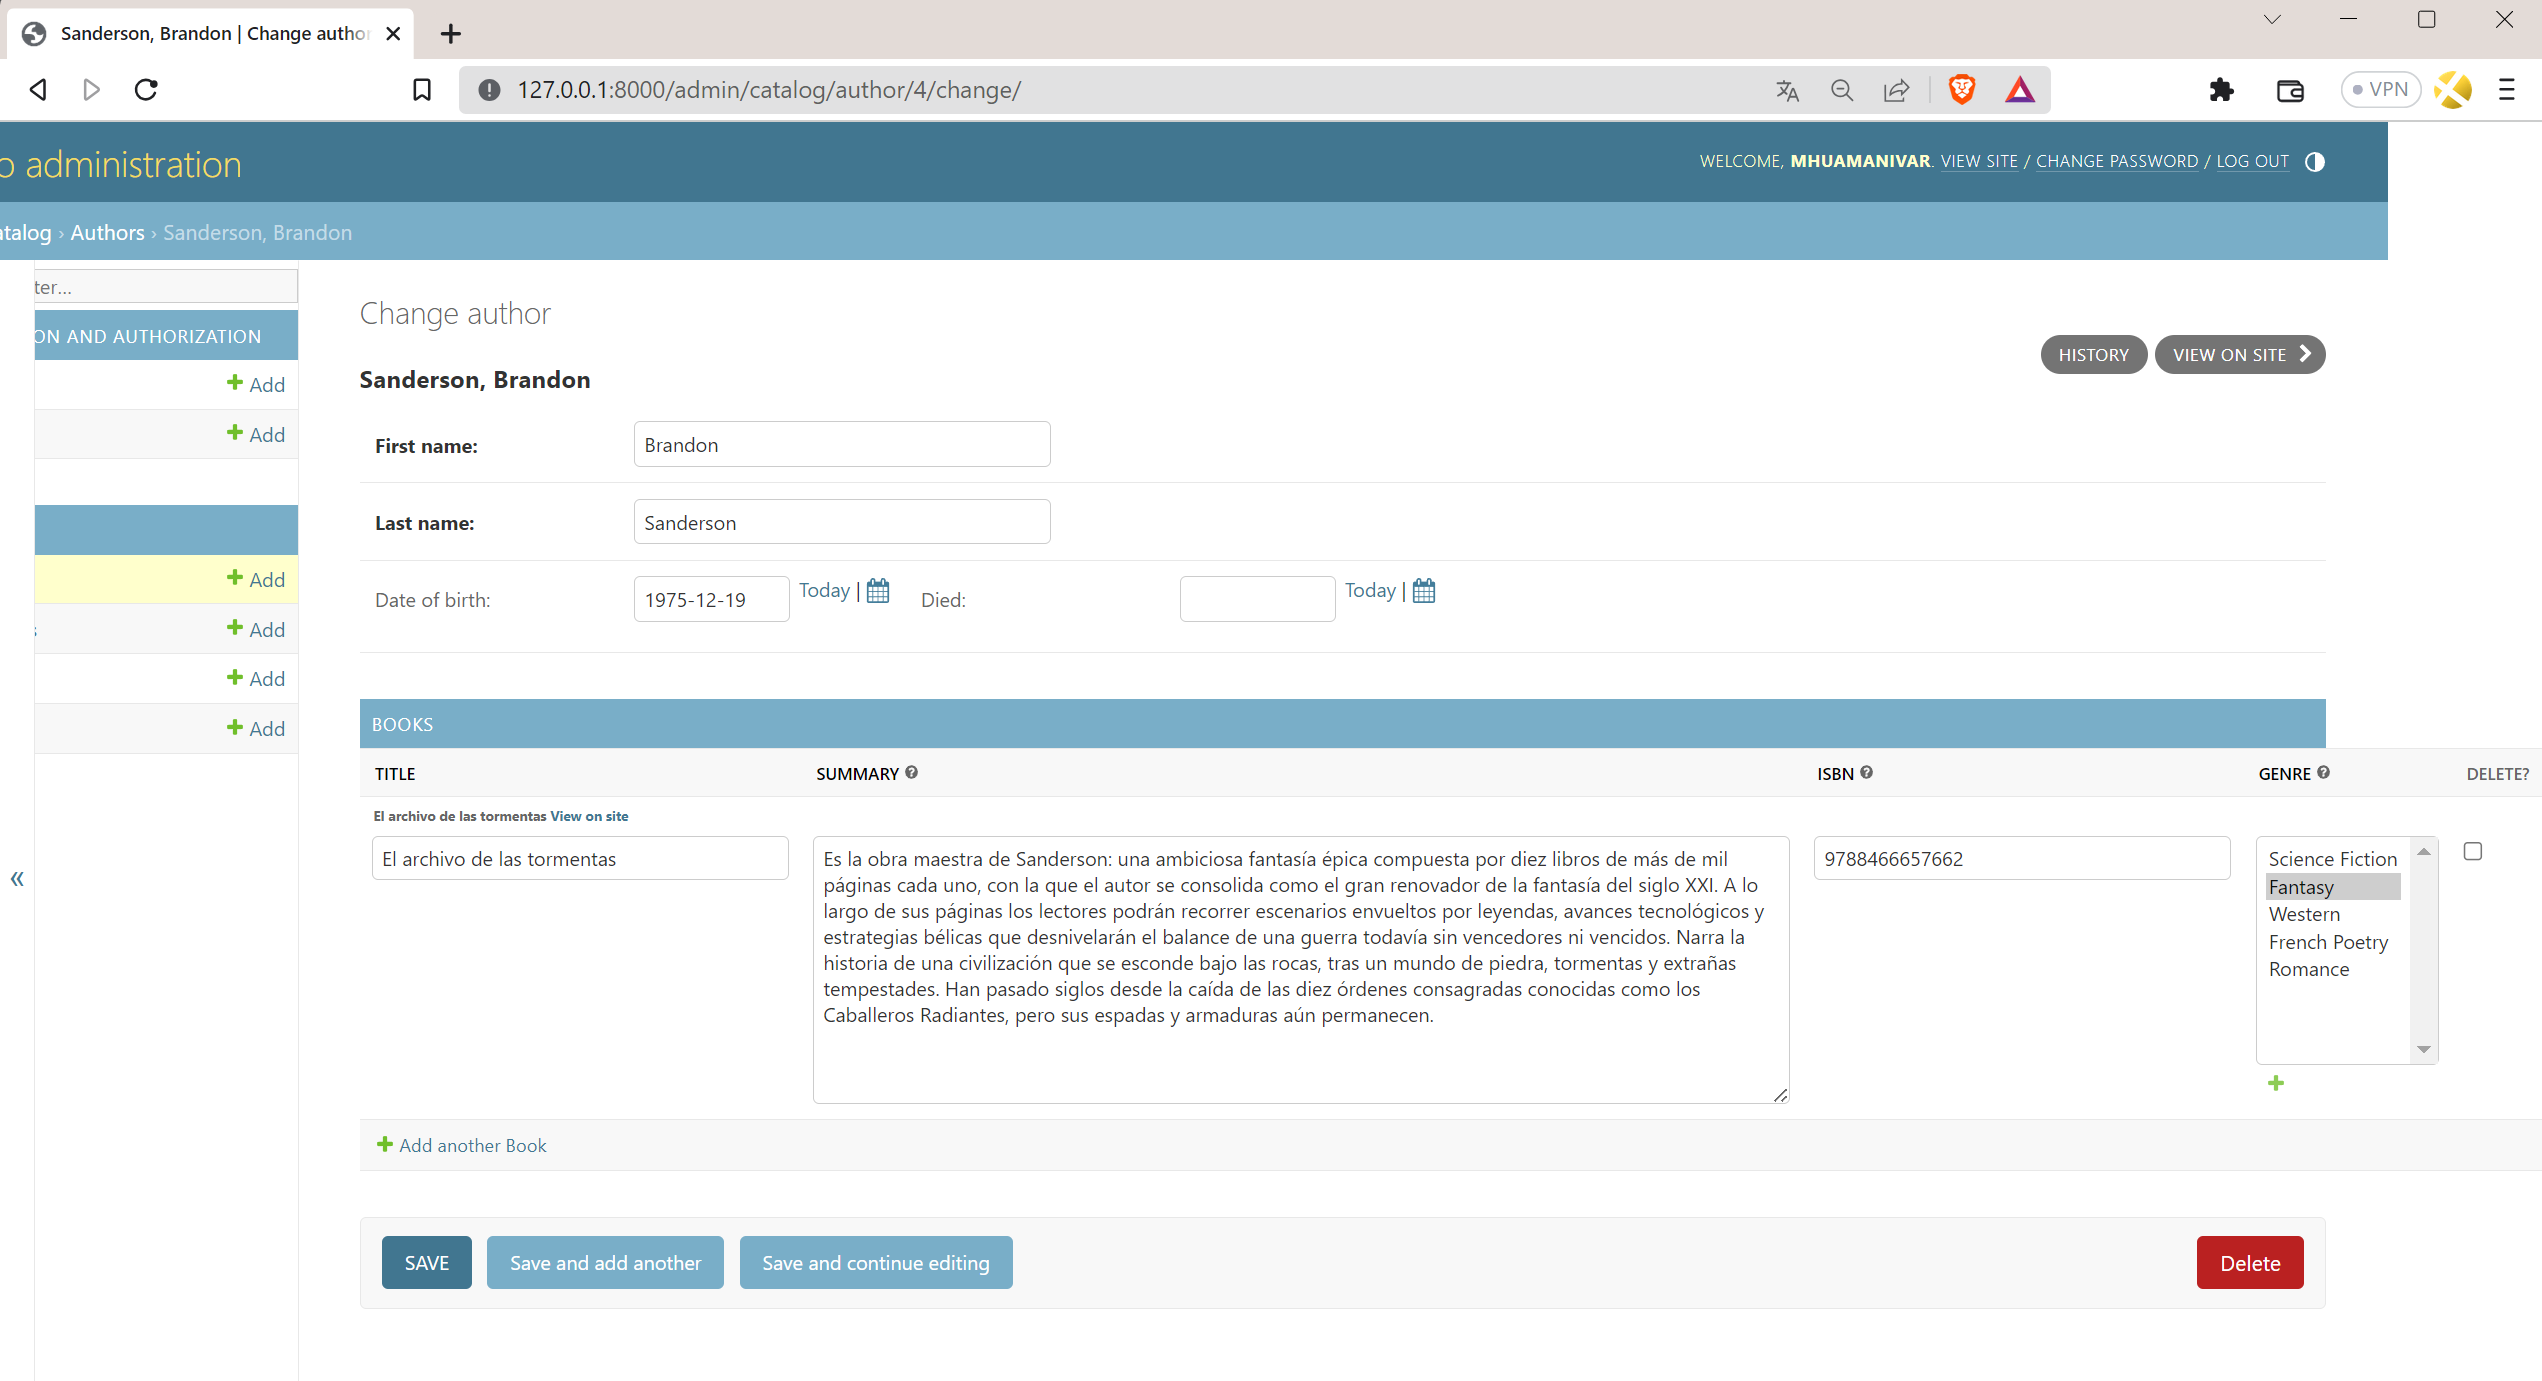 Sanderson, Brandon | Change author
127.0.0.1:8000/admin/catalog/author/4/change/
VPN
administration
WELCOME, MHUAMANIVAR. VIEW SITE / CHANGE PASSWORD / LOG OUT
atalog › Authors › Sanderson, Brandon
ter...
ON AND AUTHORIZATION
Add
Add
Add
Add
Add
Add
«
Change author
HISTORY
VIEW ON SITE
Sanderson, Brandon
First name:
Brandon
Last name:
Sanderson
Date of birth:
1975-12-19
Today |
Died:
Today |
BOOKS
TITLE SUMMARY ISBN GENRE DELETE?
El archivo de las tormentas View on site
El archivo de las tormentas
Es la obra maestra de Sanderson: una ambiciosa fantasía épica compuesta por diez libros de más de mil
páginas cada uno, con la que el autor se consolida como el gran renovador de la fantasía del siglo XXI. A lo
largo de sus páginas los lectores podrán recorrer escenarios envueltos por leyendas, avances tecnológicos y
estrategias bélicas que desnivelarán el balance de una guerra todavía sin vencedores ni vencidos. Narra la
historia de una civilización que se esconde bajo las rocas, tras un mundo de piedra, tormentas y extrañas
tempestades. Han pasado siglos desde la caída de las diez órdenes consagradas conocidas como los
Caballeros Radiantes, pero sus espadas y armaduras aún permanecen.
9788466657662
Science Fiction
Fantasy
Western
French Poetry
Romance
Add another Book
SAVE
Save and add another
Save and continue editing
Delete